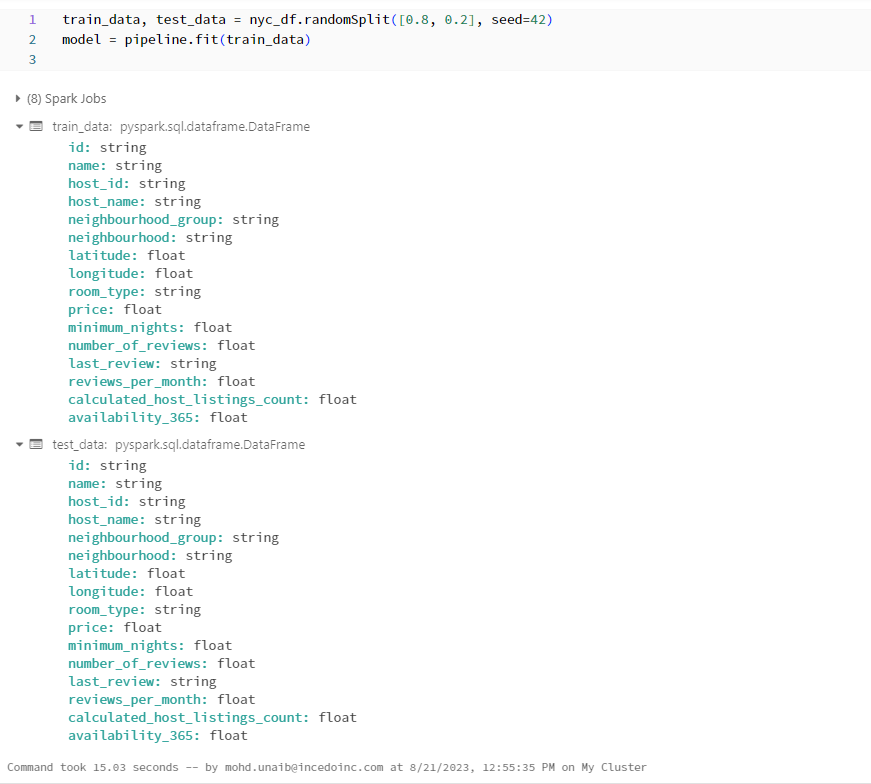 1 train_data, test_data = nyc_df.randomSplit([0.8, 0.2], seed=42)
2 model = pipeline.fit(train_data)
3
(8) Spark Jobs
train_data: pyspark.sql.dataframe.DataFrame
id: string
name: string
host_id: string
host_name: string
neighbourhood_group: string
neighbourhood: string
latitude: float
longitude: float
room_type: string
price: float
minimum_nights: float
number_of_reviews: float
last_review: string
reviews_per_month: float
calculated_host_listings_count: float
availability_365: float
test_data: pyspark.sql.dataframe.DataFrame
id: string
name: string
host_id: string
host_name: string
neighbourhood_group: string
neighbourhood: string
latitude: float
longitude: float
room_type: string
price: float
minimum_nights: float
number_of_reviews: float
last_review: string
reviews_per_month: float
calculated_host_listings_count: float
availability_365: float
Command took 15.03 seconds -- by mohd.unaib@incedoinc.com at 8/21/2023, 12:55:35 PM on My Cluster